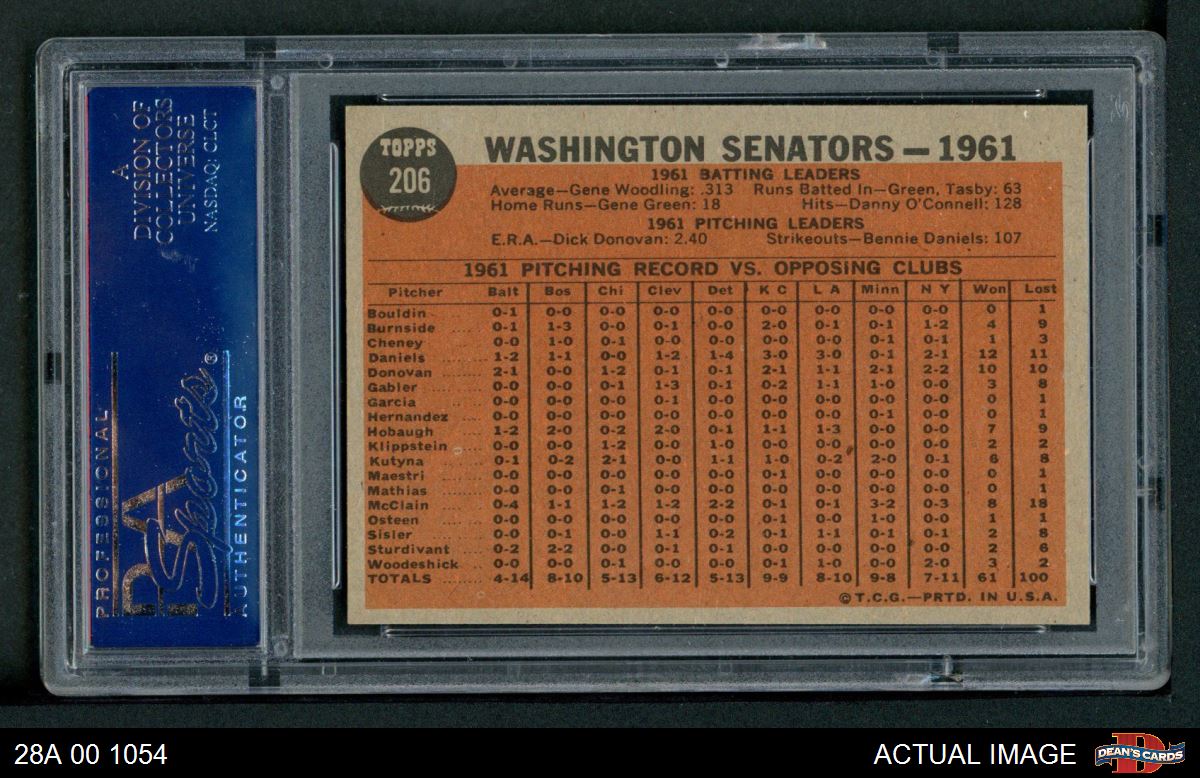 A
DIVISION OF
COLLECTORS
UNIVERSE
NASDAQ: CLCT
PROFESSIONAL
PSA
Sports®
AUTHENTICATOR
TOPPS
206
WASHINGTON SENATORS — 1961
1961 BATTING LEADERS
Average—Gene Woodling: .313 Runs Batted In—Green, Tasby: 63
Home Runs—Gene Green: 18 Hits—Danny O'Connell: 128
1961 PITCHING LEADERS
E.R.A.—Dick Donovan: 2.40 Strikeouts—Bennie Daniels: 107
1961 PITCHING RECORD VS. OPPOSING CLUBS
Pitcher Balt Bos Chi Clev Det K C L A Minn N Y Won Lost
Bouldin 0-1 0-0 0-0 0-0 0-0 0-0 0-0 0-0 0-0 0 1
Burnside ..... 0-1 1-3 0-0 0-1 0-0 2-0 0-1 0-1 1-2 4 9
Cheney ..... 0-0 1-0 0-1 0-0 0-0 0-0 0-0 0-1 0-1 1 3
Daniels ......... 1-2 1-1 0-0 1-2 1-4 3-0 3-0 0-1 2-1 12 11
Donovan ..... 2-1 0-0 1-2 0-1 0-1 2-1 1-1 2-1 2-2 10 10
Gabler ..... 0-0 0-0 0-1 1-3 0-1 0-2 1-1 1-0 0-0 3 8
Garcia ..... 0-0 0-0 0-0 0-1 0-0 0-0 0-0 0-0 0-0 0 1
Hernandez ..... 0-0 0-0 0-0 0-0 0-0 0-0 0-0 0-1 0-0 0 1
Hobaugh ..... 1-2 2-0 0-2 2-0 0-1 1-1 1-3 0-0 0-0 7 9
Klippstein ..... 0-0 0-0 1-2 0-0 1-0 0-0 0-0 0-0 0-0 2 2
Kutyna ..... 0-1 0-2 2-1 0-0 1-1 1-0 0-2 2-0 0-1 6 8
Maestri ..... 0-0 0-0 0-0 0-0 0-0 0-1 0-0 0-0 0-0 0 1
Mathias ..... 0-0 0-0 0-1 0-0 0-0 0-0 0-0 0-0 0-0 0 1
McClain ..... 0-4 1-1 1-2 1-2 2-2 0-1 0-1 3-2 0-3 8 18
Osteen ..... 0-0 0-0 0-0 0-0 0-0 0-1 0-0 1-0 0-0 1 1
Sisler ..... 0-0 0-1 0-0 1-1 0-2 0-1 1-1 0-1 0-1 2 8
Sturdivant ..... 0-2 2-2 0-0 0-1 0-1 0-0 0-0 0-0 0-0 2 6
Woodeshick ..... 0-0 0-0 0-1 0-0 0-0 0-1 1-0 0-0 2-0 3 2
TOTALS ..... 4-14 8-10 5-13 6-12 5-13 9-9 8-10 9-8 7-11 61 100
©T.C.G.—PRTD. IN U.S.A.
28A 00 1054
ACTUAL IMAGE
DEAN'S CARDS